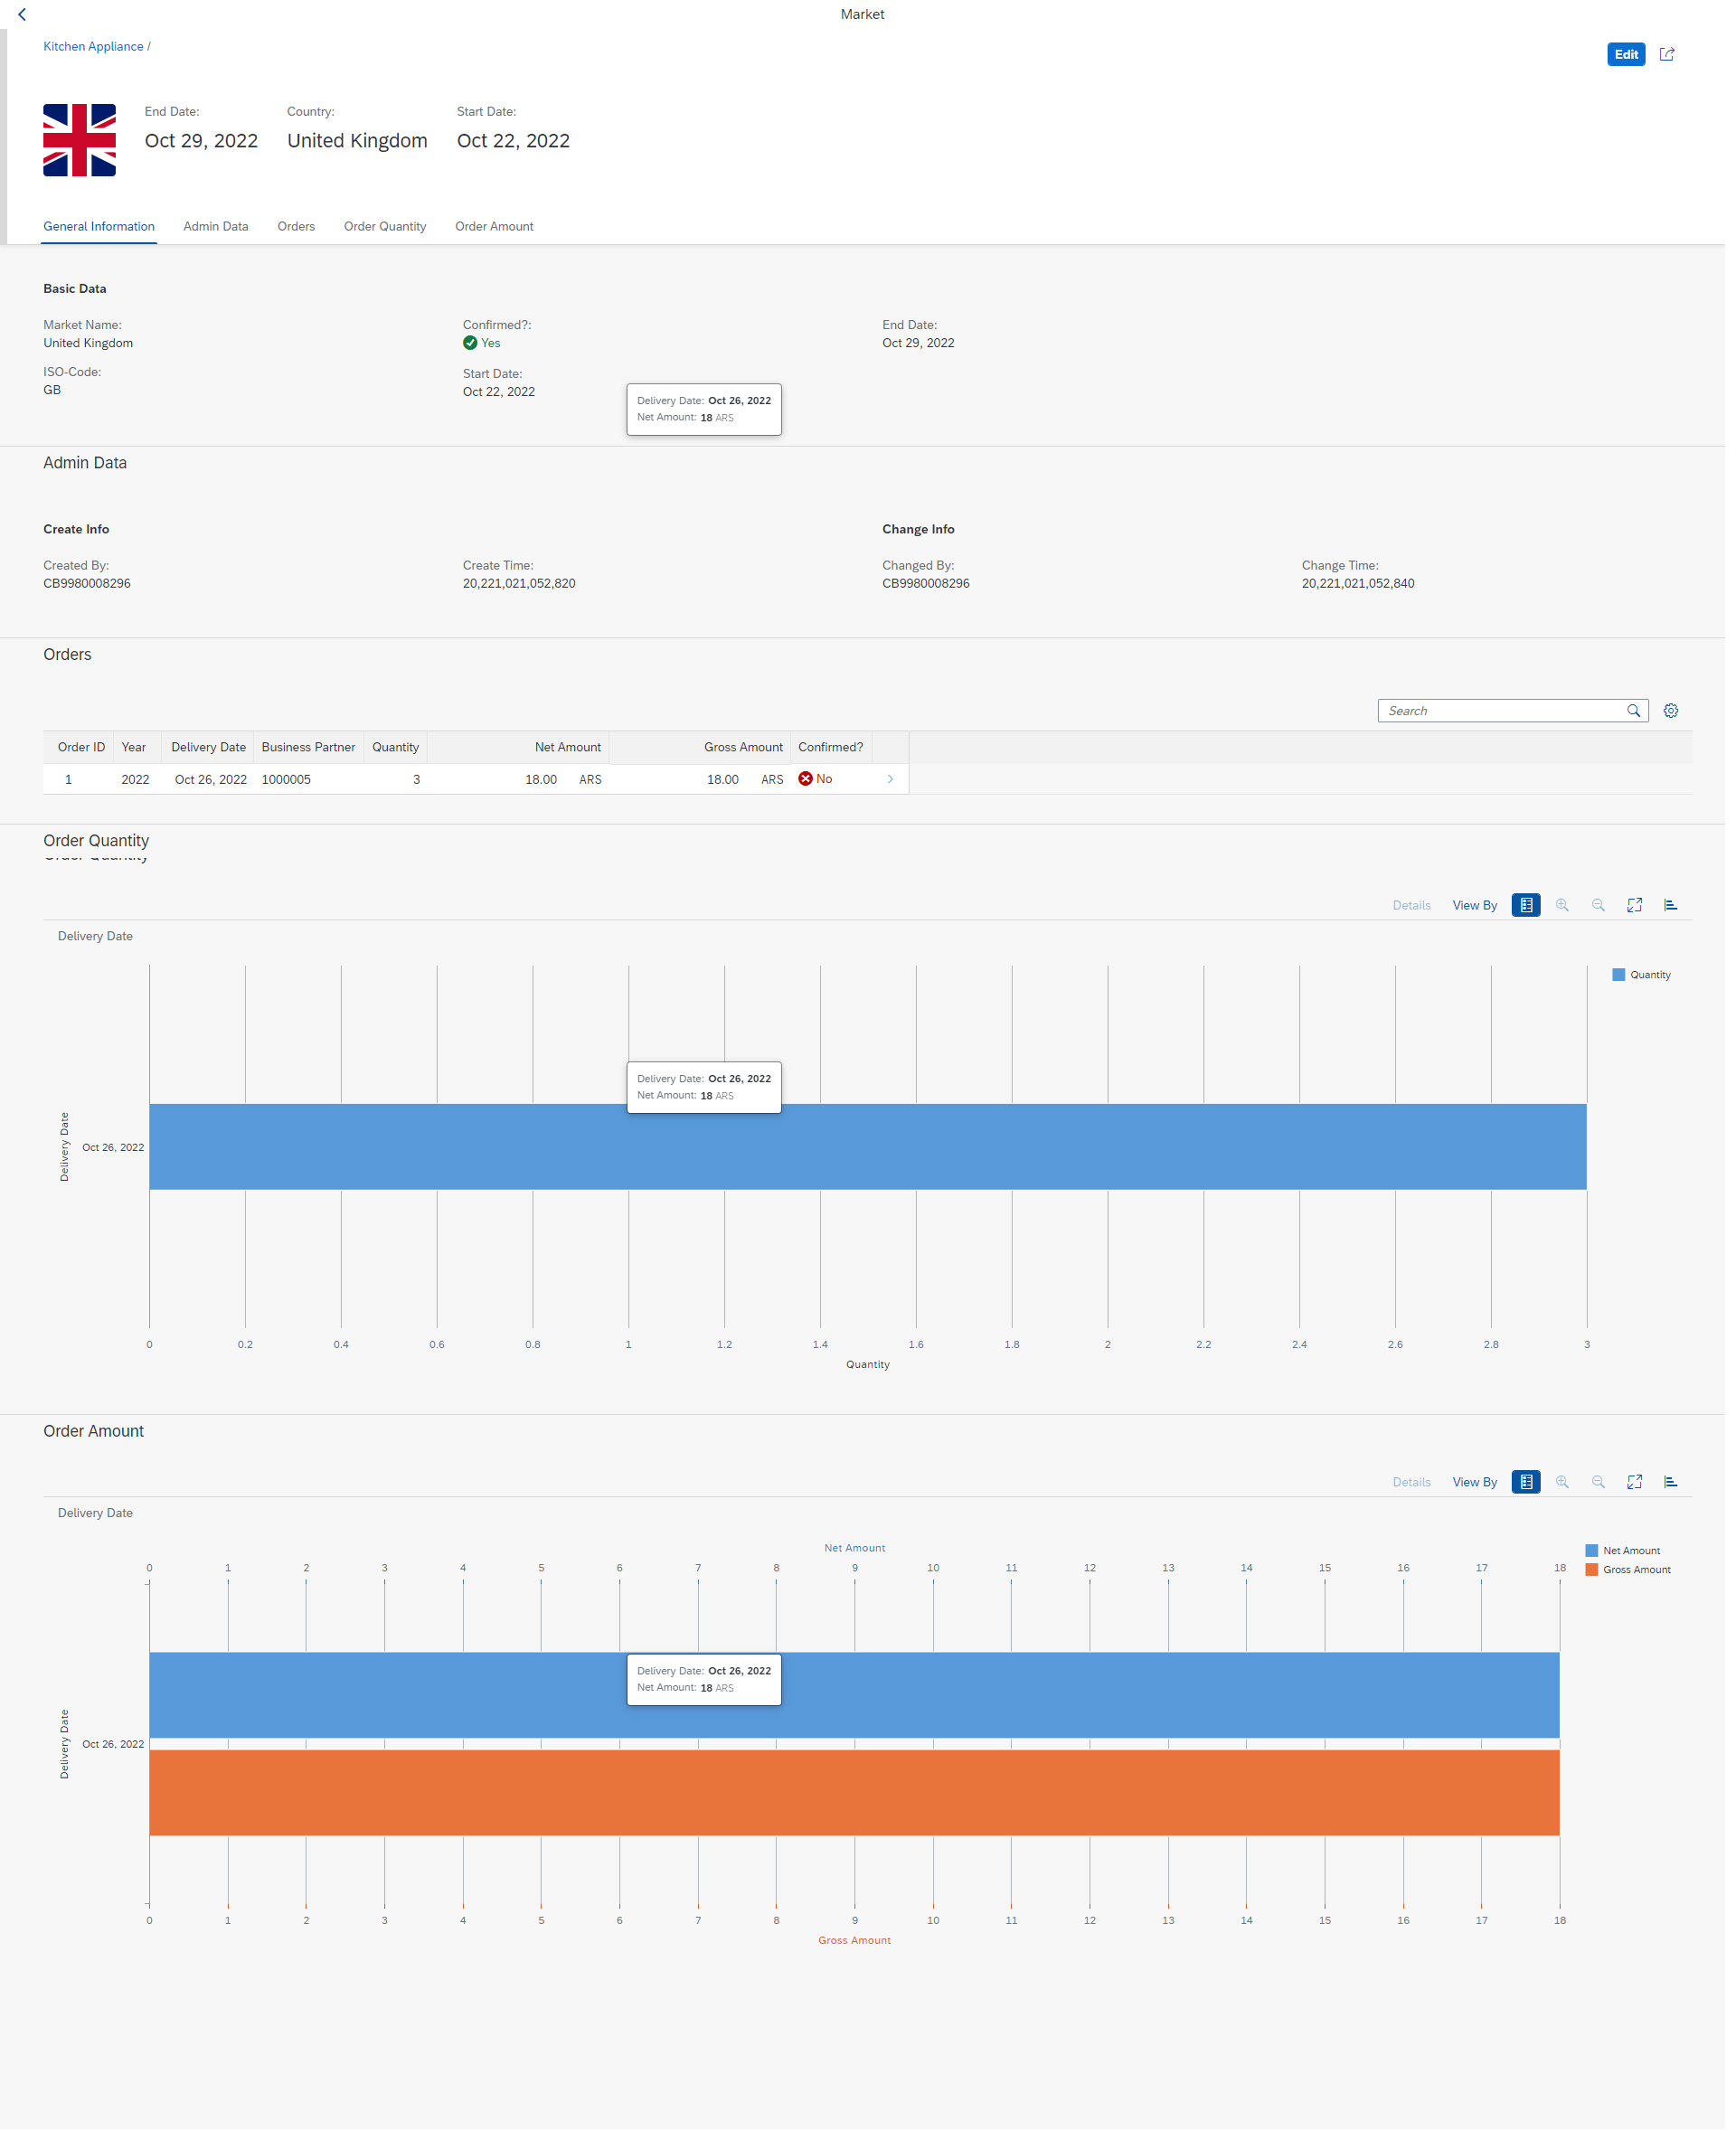 Market
Kitchen Appliance /
Edit
End Date: Country: Start Date:
Oct 29, 2022 United Kingdom Oct 22, 2022
General Information Admin Data Orders Order Quantity Order Amount
Basic Data
Market Name: Confirmed?: End Date:
United Kingdom Yes Oct 29, 2022
ISO-Code: Start Date:
GB Oct 22, 2022
Delivery Date: Oct 26, 2022
Net Amount: 18 ARS
Admin Data
Create Info Change Info
Created By: Create Time: Changed By: Change Time:
CB9980008296 20,221,021,052,820 CB9980008296 20,221,021,052,840
Orders
Search
Order ID Year Delivery Date Business Partner Quantity Net Amount Gross Amount Confirmed?
1 2022 Oct 26, 2022 1000005 3 18.00 ARS 18.00 ARS No
Order Quantity
Order Quantity
Details View By
Delivery Date
Quantity
Delivery Date: Oct 26, 2022
Net Amount: 18 ARS
Delivery Date
Oct 26, 2022
0 0.2 0.4 0.6 0.8 1 1.2 1.4 1.6 1.8 2 2.2 2.4 2.6 2.8 3
Quantity
Order Amount
Details View By
Delivery Date
Net Amount
Net Amount
Gross Amount
0 1 2 3 4 5 6 7 8 9 10 11 12 13 14 15 16 17 18
Delivery Date: Oct 26, 2022
Net Amount: 18 ARS
Delivery Date
Oct 26, 2022
0 1 2 3 4 5 6 7 8 9 10 11 12 13 14 15 16 17 18
Gross Amount